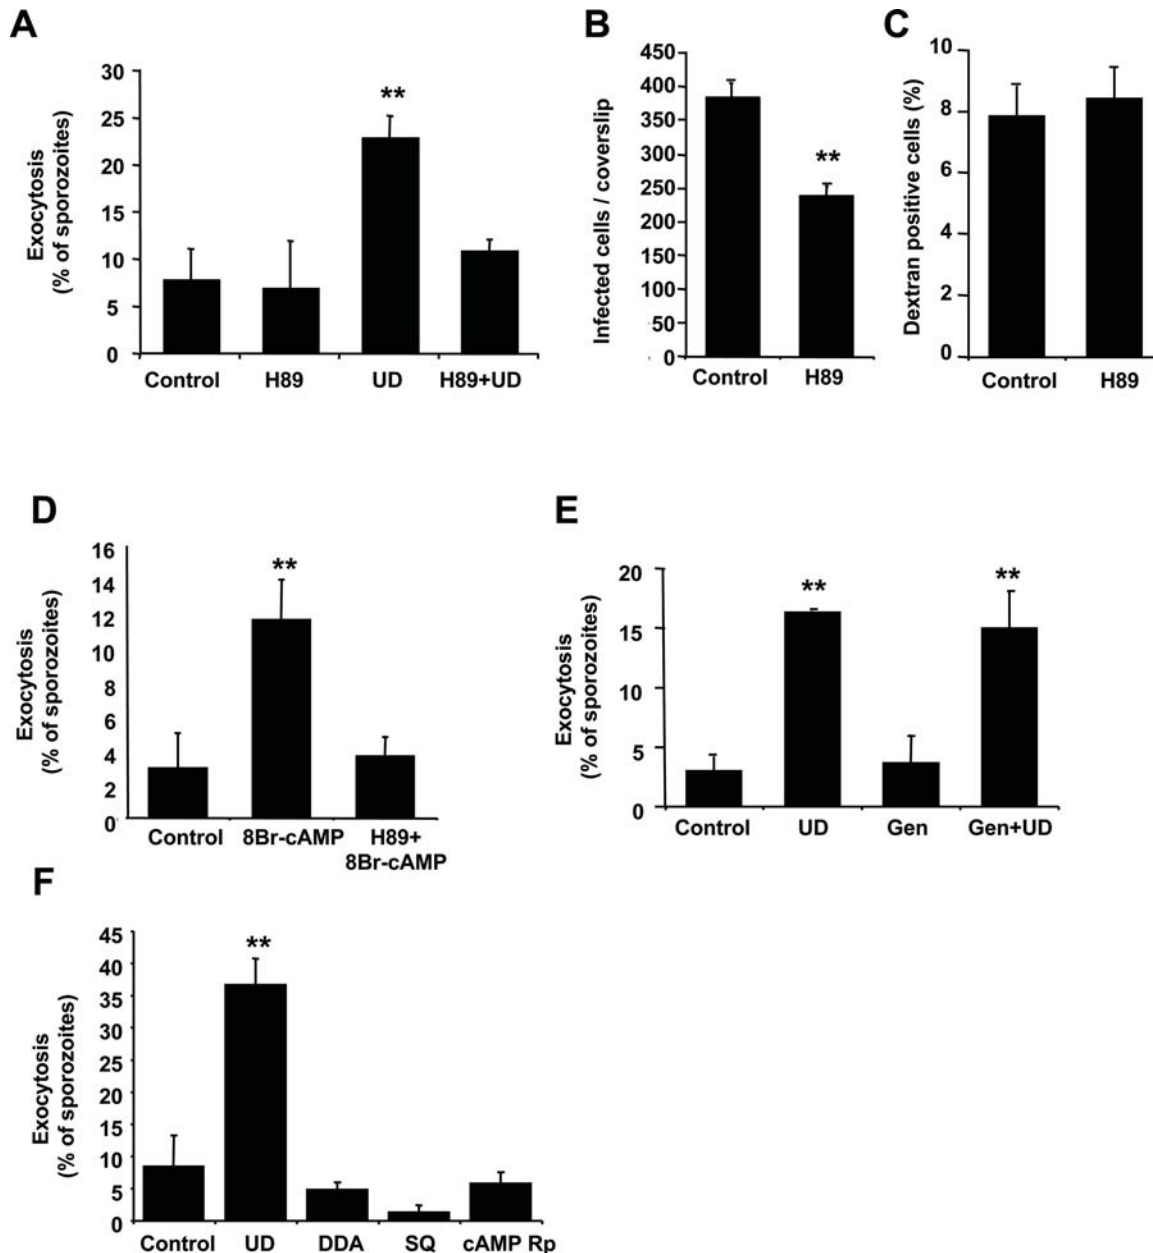 A
Exocytosis
(% of sporozoites)
30
25
20
15
10
5
0
**
Control H89 UD H89+UD
B
Infected cells / coverslip
450
400
350
300
250
200
150
100
50
0
**
Control H89
C
Dextran positive cells (%)
10
8
6
4
2
0
Control H89
D
Exocytosis
(% of sporozoites)
16
14
12
10
8
6
4
2
0
**
Control 8Br-cAMP H89+
8Br-cAMP
E
Exocytosis
(% of sporozoites)
20
15
10
5
0
** **
Control UD Gen Gen+UD
F
Exocytosis
(% of sporozoites)
45
40
35
30
25
20
15
10
5
0
**
Control UD DDA SQ cAMP Rp